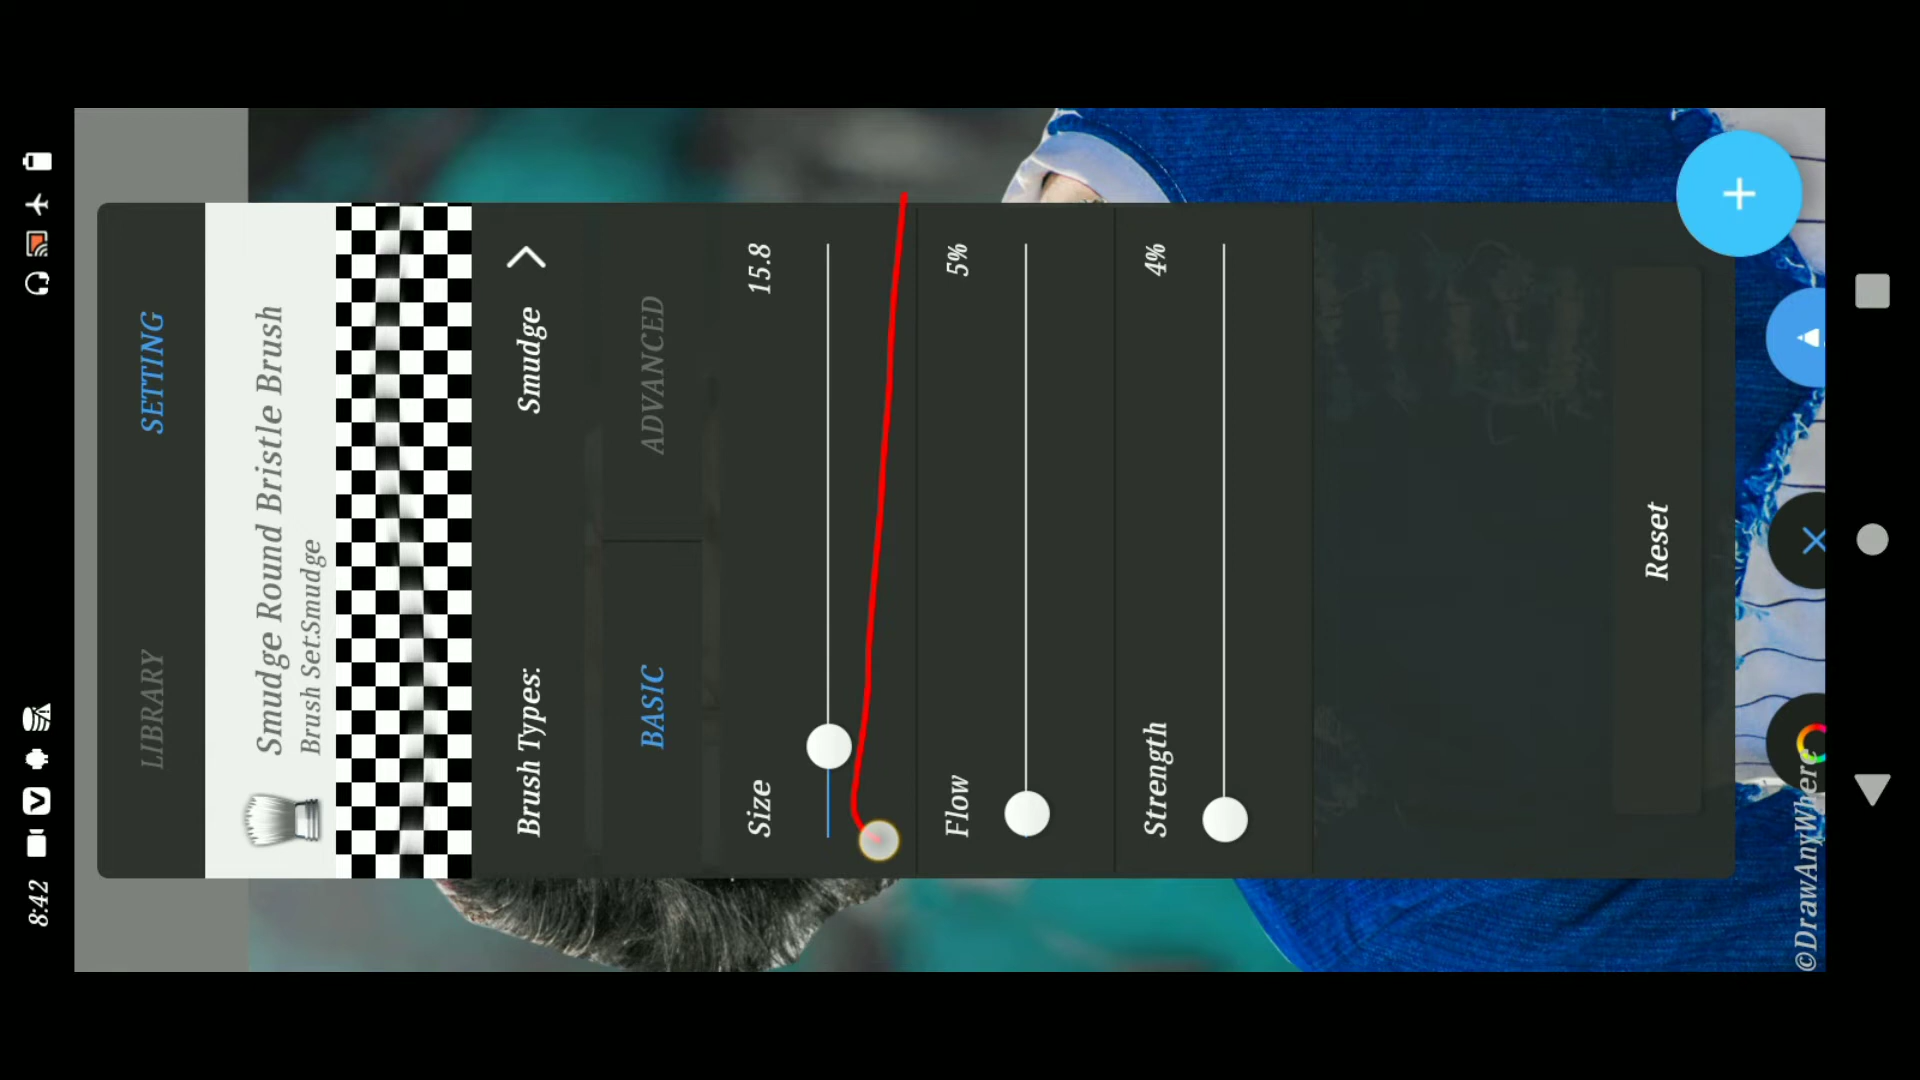 8:42
LIBRARY SETTING
Smudge Round Bristle Brush
Brush Set:Smudge
Brush Types: Smudge
BASIC ADVANCED
Size 15.8
Flow 5%
Strength 4%
Reset
©DrawAnyWhere